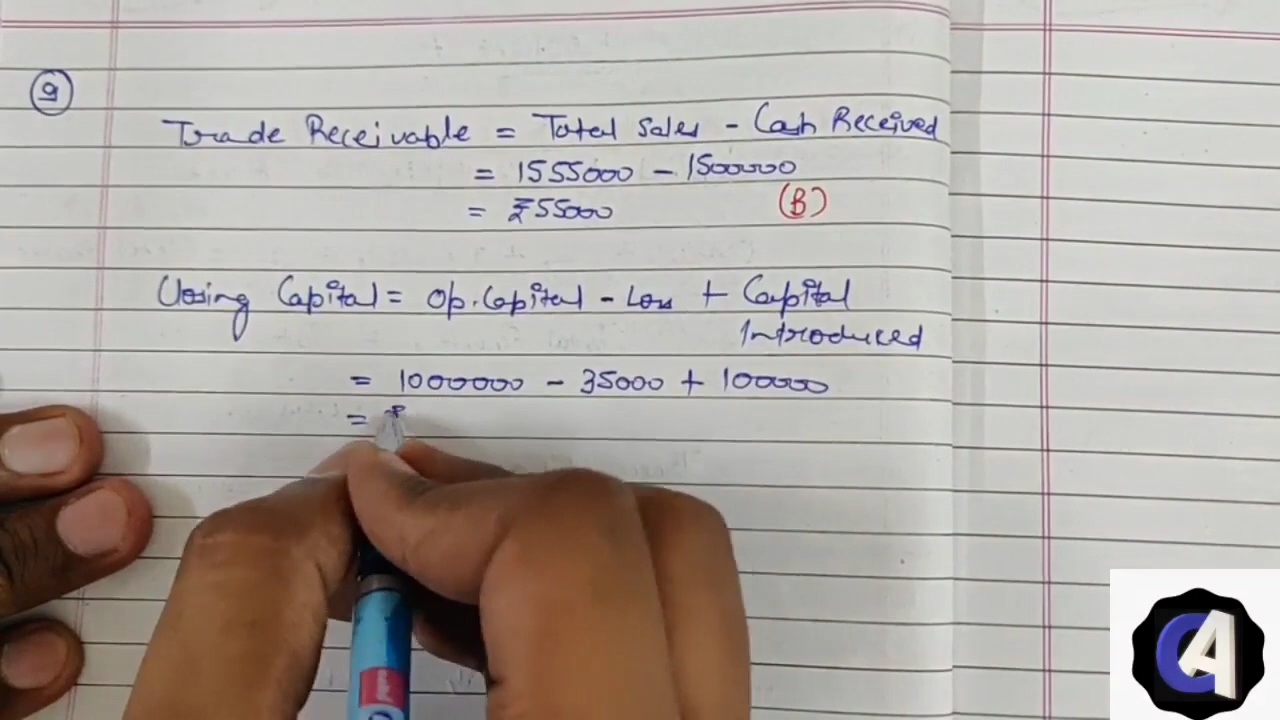 9
Trade Receivable = Total Sales - Cash Received
= 1555000 - 1500000
= ₹55000 (B)
Closing Capital = Op. Capital - Loss + Capital
Introduced
= 1000000 - 35000 + 100000
= ₹
CA